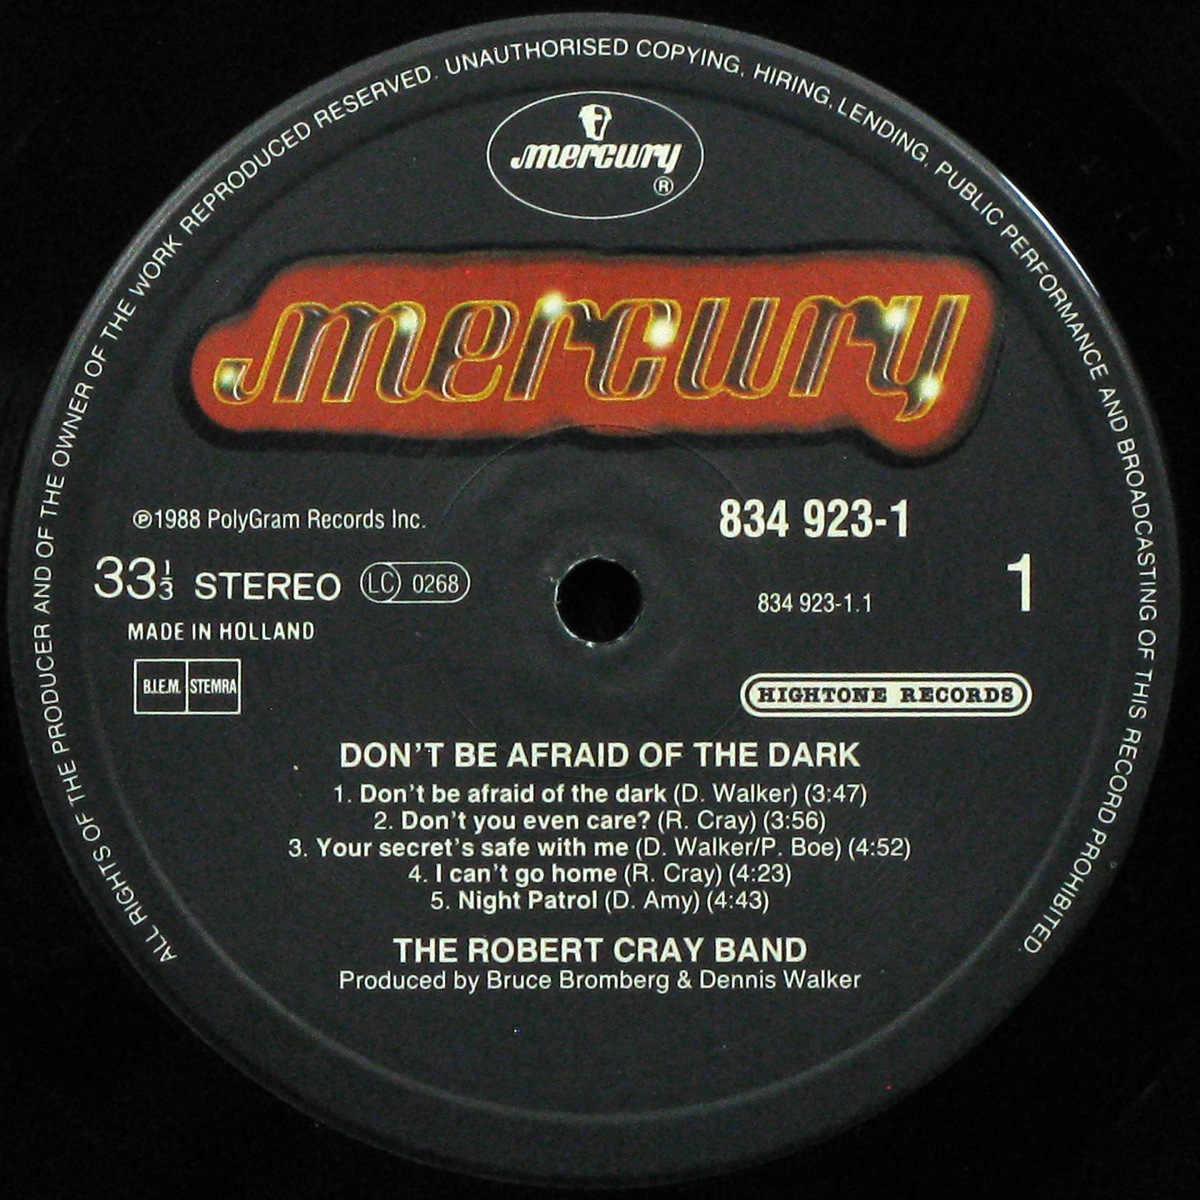 ALL RIGHTS OF THE PRODUCER AND OF THE OWNER OF THE WORK REPRODUCED RESERVED. UNAUTHORISED COPYING, HIRING, LENDING, PUBLIC PERFORMANCE AND BROADCASTING OF THIS RECORD PROHIBITED.
mercury
®
mercury
℗1988 PolyGram Records Inc.
834 923-1
33⅓ STEREO LC 0268
834 923-1.1
1
MADE IN HOLLAND
B.I.E.M. STEMRA
HIGHTONE RECORDS
DON'T BE AFRAID OF THE DARK
1. Don't be afraid of the dark (D. Walker) (3:47)
2. Don't you even care? (R. Cray) (3:56)
3. Your secret's safe with me (D. Walker/P. Boe) (4:52)
4. I can't go home (R. Cray) (4:23)
5. Night Patrol (D. Amy) (4:43)
THE ROBERT CRAY BAND
Produced by Bruce Bromberg & Dennis Walker